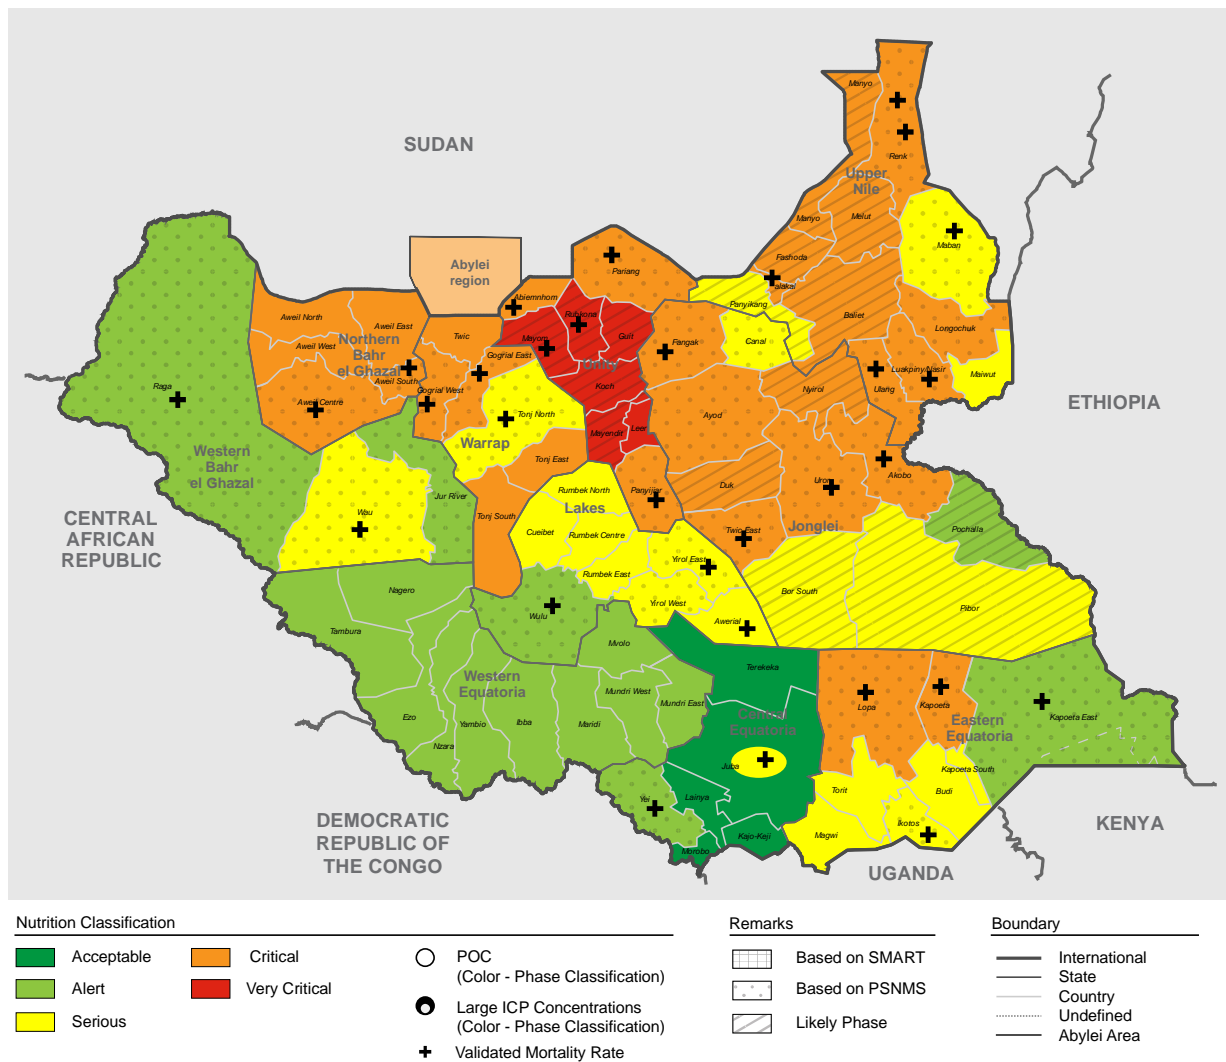 SUDAN
Manyo
Renk
Upper
Nile
Manyo
Melut
Maban
Fashoda
Abylei
region
Pariang
Abiemnhom
Panyikang
Baliet
Longochuk
Aweil North
Aweil East
Northern
Bahr
el Ghazal
Aweil West
Aweil South
Aweil Centre
Twic
Gogrial East
Gogrial West
Mayom
Rubkona
Guit
Unity
Koch
Fangak
Canal
Luakpiny/Nasir
Maiwut
Ulang
Nyirol
ETHIOPIA
Raga
Tonj North
Warrap
Mayendit
Leer
Ayod
Western
Bahr
el Ghazal
Tonj East
Akobo
Uror
Duk
Panyijiar
Rumbek North
Lakes
Jur River
Tonj South
Wau
CENTRAL
AFRICAN
REPUBLIC
Cueibet
Rumbek Centre
Twic East
Jonglei
Pochalla
Yirol East
Rumbek East
Nagero
Bor South
Pibor
Yirol West
Wulu
Awerial
Tambura
Mvolo
Terekeka
Western
Equatoria
Mundri West
Mundri East
Lopa
Kapoeta
Kapoeta East
Eastern
Equatoria
Central
Equatoria
Ezo
Yambio
Ibba
Maridi
Nzara
Juba
Kapoeta South
Torit
Budi
Yei
Lainya
Ikotos
Magwi
Kajo-Keji
Morobo
DEMOCRATIC
REPUBLIC OF
THE CONGO
KENYA
UGANDA
Nutrition Classification
Acceptable
Alert
Serious
Critical
Very Critical
POC
(Color - Phase Classification)
Large ICP Concentrations
(Color - Phase Classification)
Validated Mortality Rate
Remarks
Based on SMART
Based on PSNMS
Likely Phase
Boundary
International
State
Country
Undefined
Abylei Area